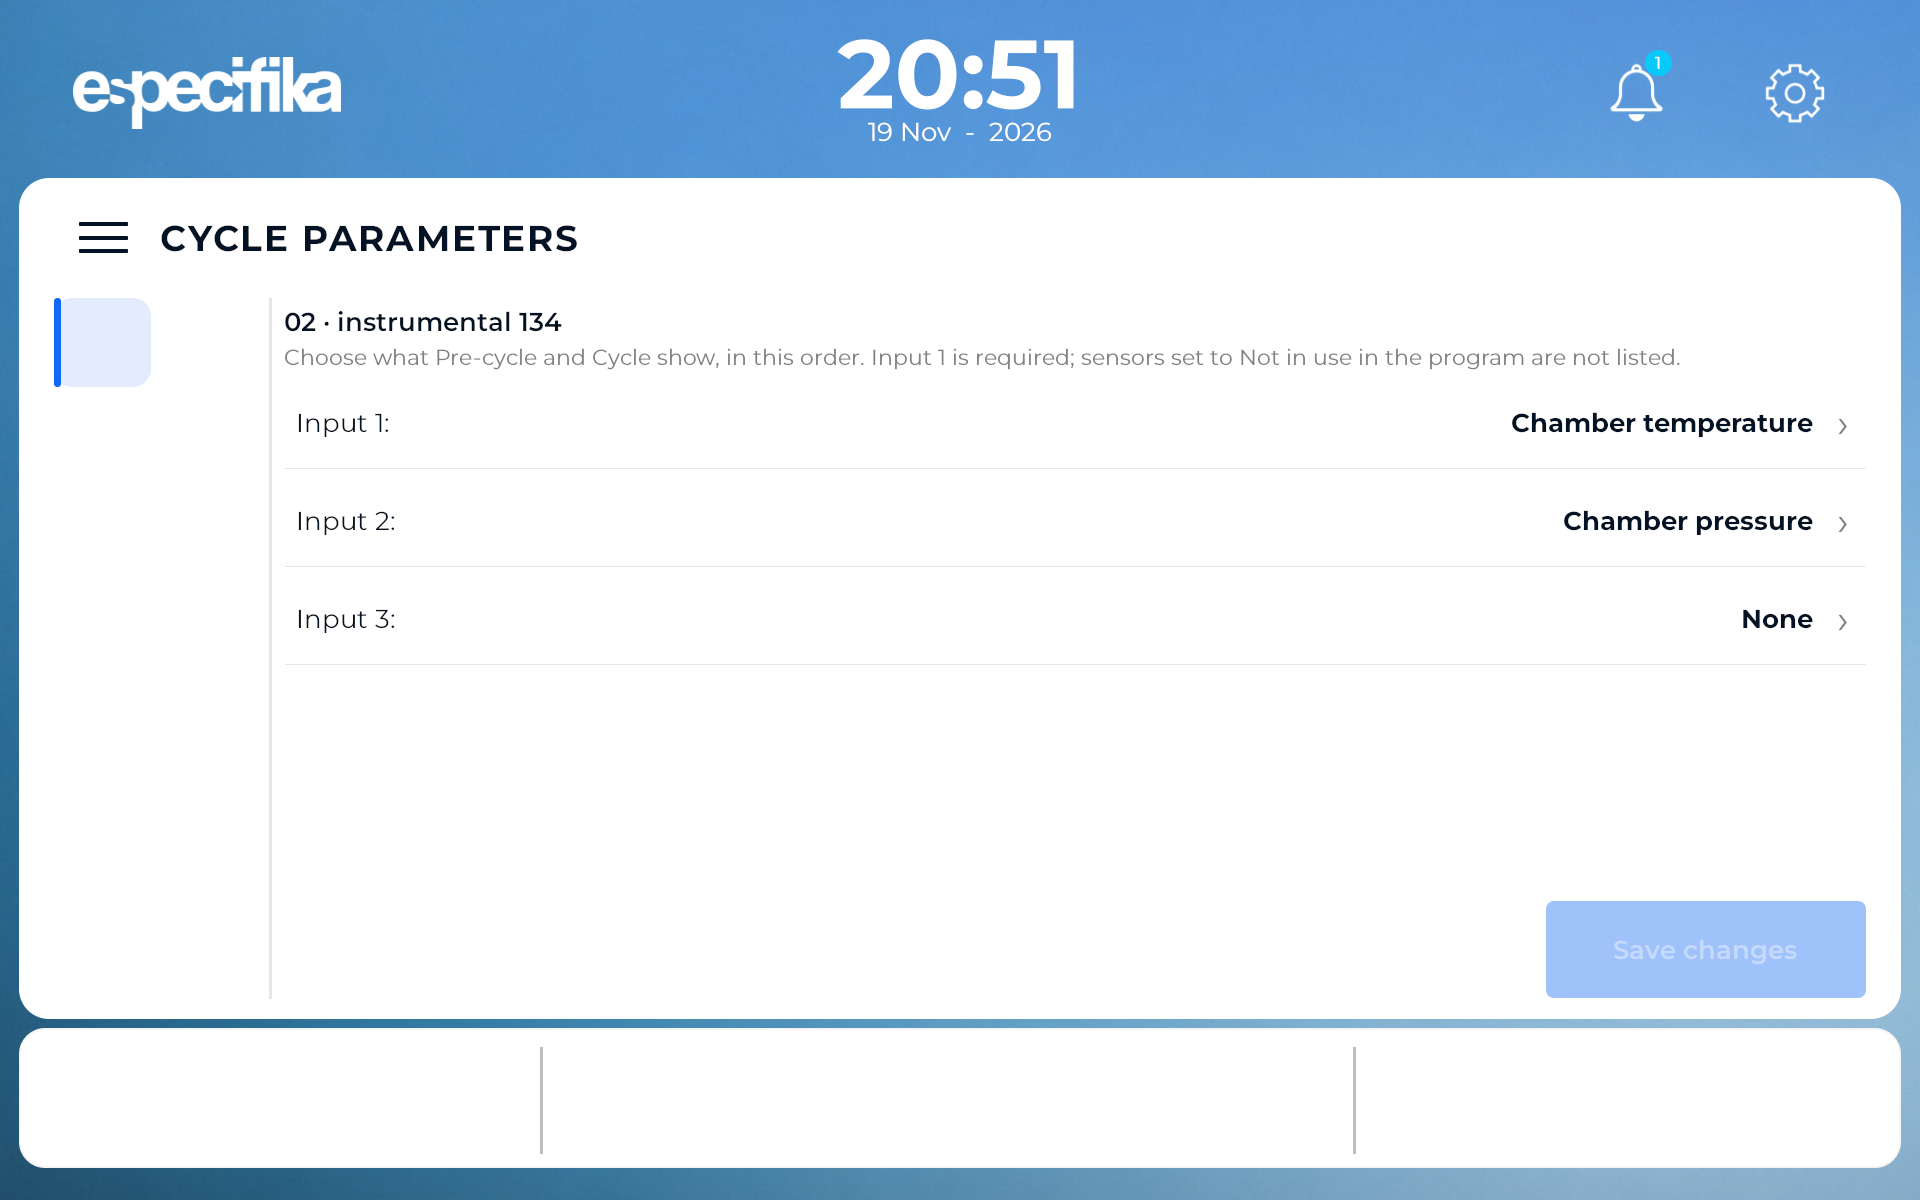 especifika
20:51
19 Nov - 2026
1
CYCLE PARAMETERS
02 · instrumental 134
Choose what Pre-cycle and Cycle show, in this order. Input 1 is required; sensors set to Not in use in the program are not listed.
Input 1:
Chamber temperature
Input 2:
Chamber pressure
Input 3:
None
Save changes